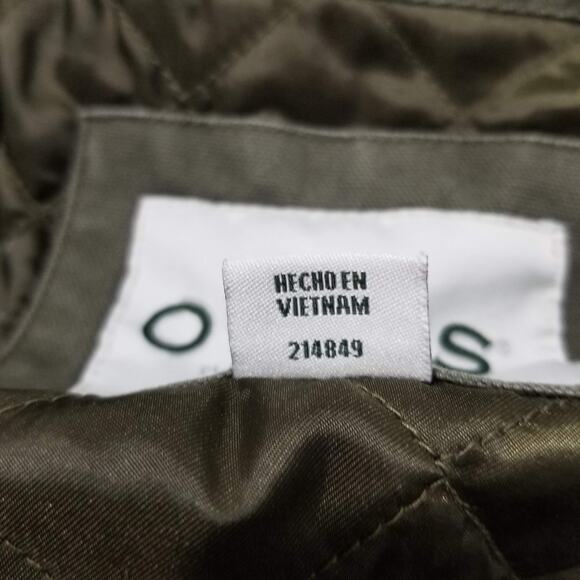 HECHO EN
VIETNAM
214849
O S